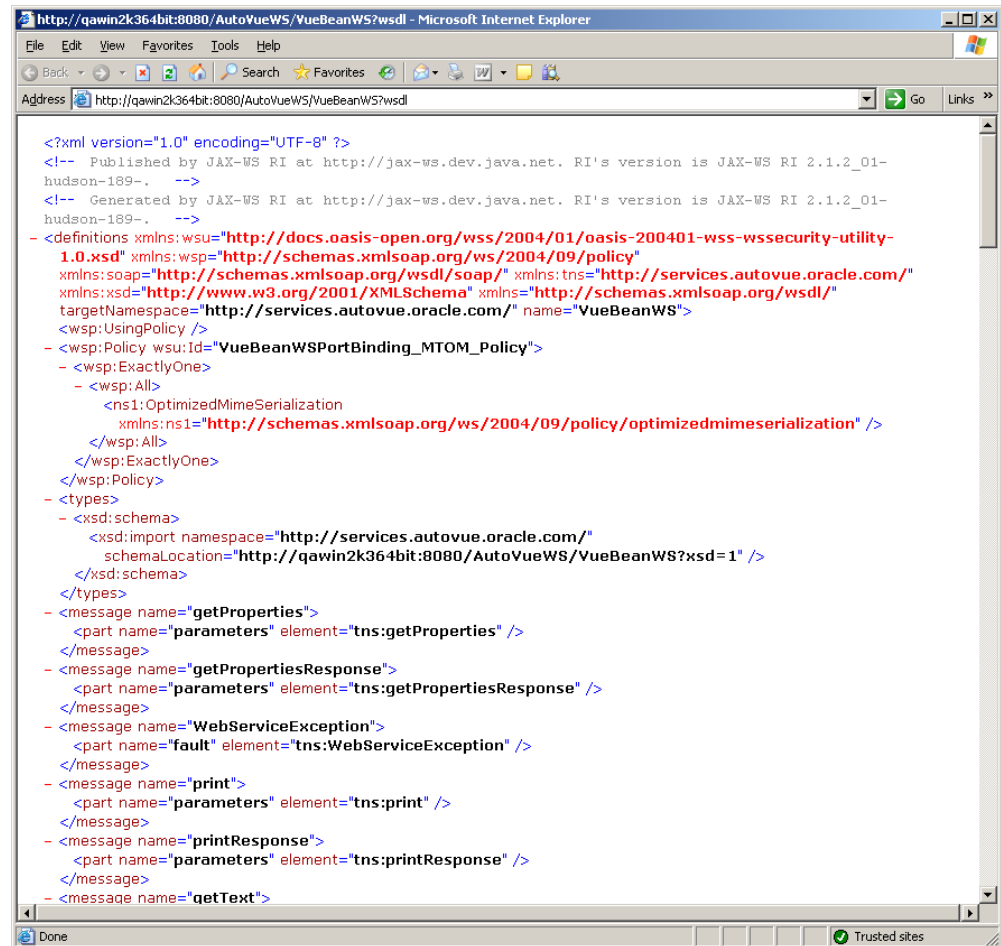 http://qawin2k364bit:8080/AutoVueWS/VueBeanWS?wsdl - Microsoft Internet Explorer
File Edit View Favorites Tools Help
Back Search Favorites
Address http://qawin2k364bit:8080/AutoVueWS/VueBeanWS?wsdl Go Links »
<?xml version="1.0" encoding="UTF-8" ?>
<!-- Published by JAX-WS RI at http://jax-ws.dev.java.net. RI's version is JAX-WS RI 2.1.2_01-
hudson-189-. -->
<!-- Generated by JAX-WS RI at http://jax-ws.dev.java.net. RI's version is JAX-WS RI 2.1.2_01-
hudson-189-. -->
- <definitions xmlns:wsu="http://docs.oasis-open.org/wss/2004/01/oasis-200401-wss-wssecurity-utility-
1.0.xsd" xmlns:wsp="http://schemas.xmlsoap.org/ws/2004/09/policy"
xmlns:soap="http://schemas.xmlsoap.org/wsdl/soap/" xmlns:tns="http://services.autovue.oracle.com/"
xmlns:xsd="http://www.w3.org/2001/XMLSchema" xmlns="http://schemas.xmlsoap.org/wsdl/"
targetNamespace="http://services.autovue.oracle.com/" name="VueBeanWS">
<wsp:UsingPolicy />
- <wsp:Policy wsu:Id="VueBeanWSPortBinding_MTOM_Policy">
- <wsp:ExactlyOne>
- <wsp:All>
<ns1:OptimizedMimeSerialization
xmlns:ns1="http://schemas.xmlsoap.org/ws/2004/09/policy/optimizedmimeserialization" />
</wsp:All>
</wsp:ExactlyOne>
</wsp:Policy>
- <types>
- <xsd:schema>
<xsd:import namespace="http://services.autovue.oracle.com/"
schemaLocation="http://qawin2k364bit:8080/AutoVueWS/VueBeanWS?xsd=1" />
</xsd:schema>
</types>
- <message name="getProperties">
<part name="parameters" element="tns:getProperties" />
</message>
- <message name="getPropertiesResponse">
<part name="parameters" element="tns:getPropertiesResponse" />
</message>
- <message name="WebServiceException">
<part name="fault" element="tns:WebServiceException" />
</message>
- <message name="print">
<part name="parameters" element="tns:print" />
</message>
- <message name="printResponse">
<part name="parameters" element="tns:printResponse" />
</message>
- <message name="getText">
Done Trusted sites